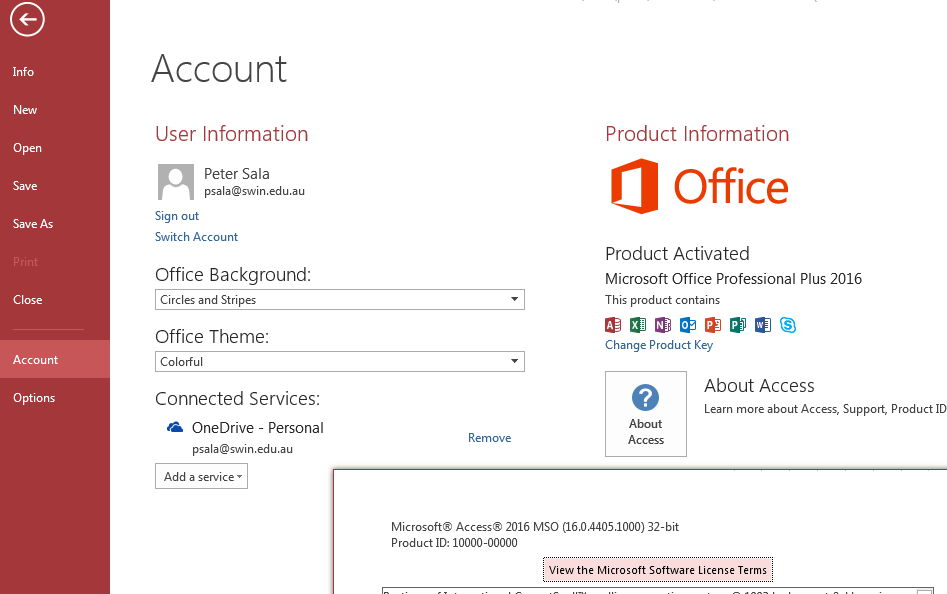 Info
New
Open
Save
Save As
Print
Close
Account
Options
Account
User Information
Peter Sala
psala@swin.edu.au
Sign out
Switch Account
Office Background:
Circles and Stripes
Office Theme:
Colorful
Connected Services:
OneDrive - Personal
psala@swin.edu.au
Remove
Add a service
Product Information
Office
Product Activated
Microsoft Office Professional Plus 2016
This product contains
Change Product Key
About Access
About Access
Learn more about Access, Support, Product ID
Microsoft® Access® 2016 MSO (16.0.4405.1000) 32-bit
Product ID: 10000-00000
View the Microsoft Software License Terms